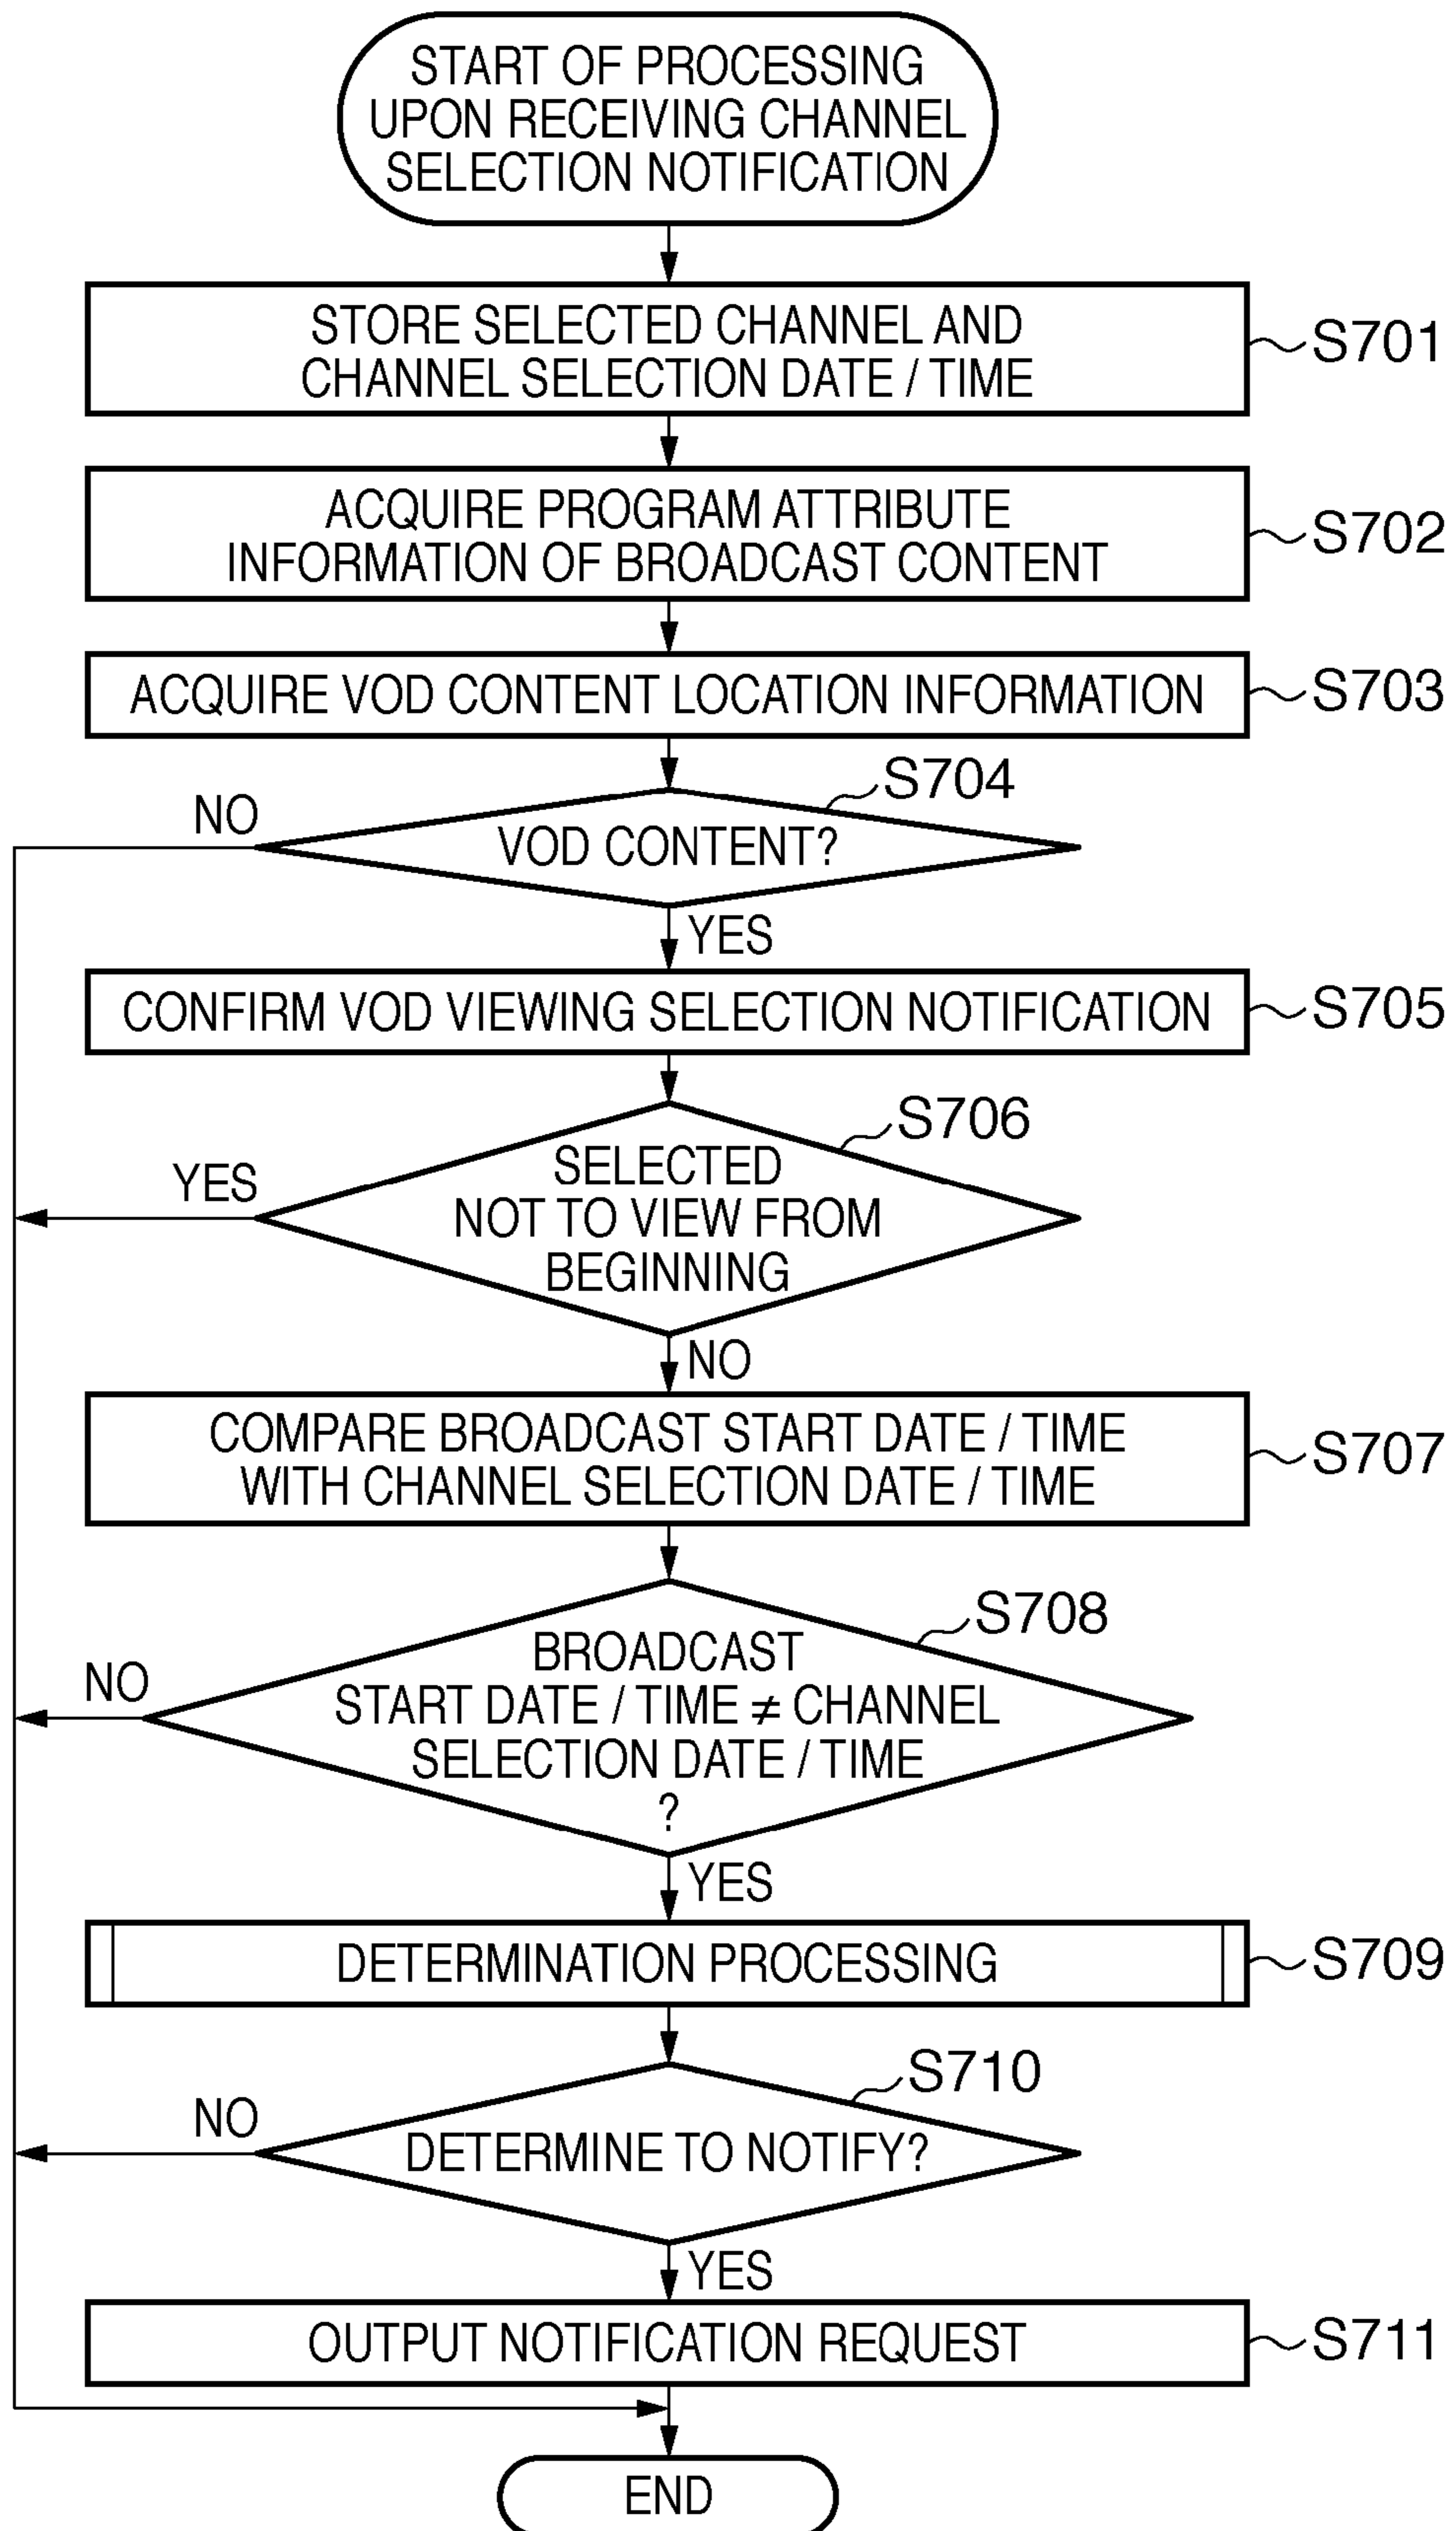 START OF PROCESSING
UPON RECEIVING CHANNEL
SELECTION NOTIFICATION
STORE SELECTED CHANNEL AND
CHANNEL SELECTION DATE / TIME
S701
ACQUIRE PROGRAM ATTRIBUTE
INFORMATION OF BROADCAST CONTENT
S702
ACQUIRE VOD CONTENT LOCATION INFORMATION
S703
S704
NO
VOD CONTENT?
YES
CONFIRM VOD VIEWING SELECTION NOTIFICATION
S705
S706
YES
SELECTED
NOT TO VIEW FROM
BEGINNING
NO
COMPARE BROADCAST START DATE / TIME
WITH CHANNEL SELECTION DATE / TIME
S707
S708
NO
BROADCAST
START DATE / TIME ≠ CHANNEL
SELECTION DATE / TIME
?
YES
DETERMINATION PROCESSING
S709
S710
NO
DETERMINE TO NOTIFY?
YES
OUTPUT NOTIFICATION REQUEST
S711
END